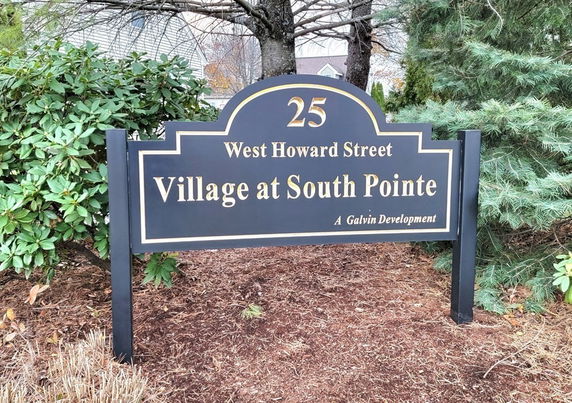 25
West Howard Street
Village at South Pointe
A Galvin Development